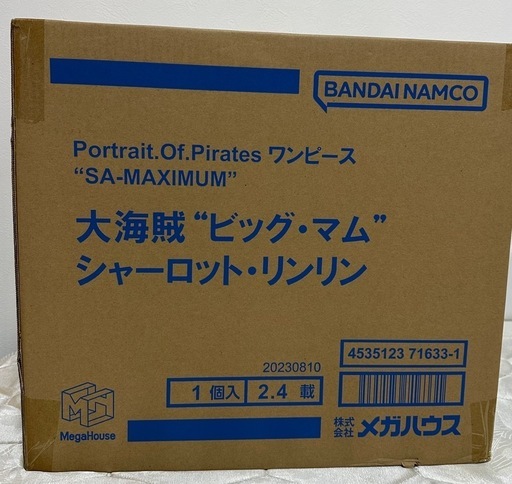 BANDAI NAMCO
Portrait.Of.Pirates ワンピース
“SA-MAXIMUM”
大海賊“ビッグ・マム”
シャーロット・リンリン
4535123 71633-1
20230810
1個入 2.4 載
MegaHouse
株式会社 メガハウス